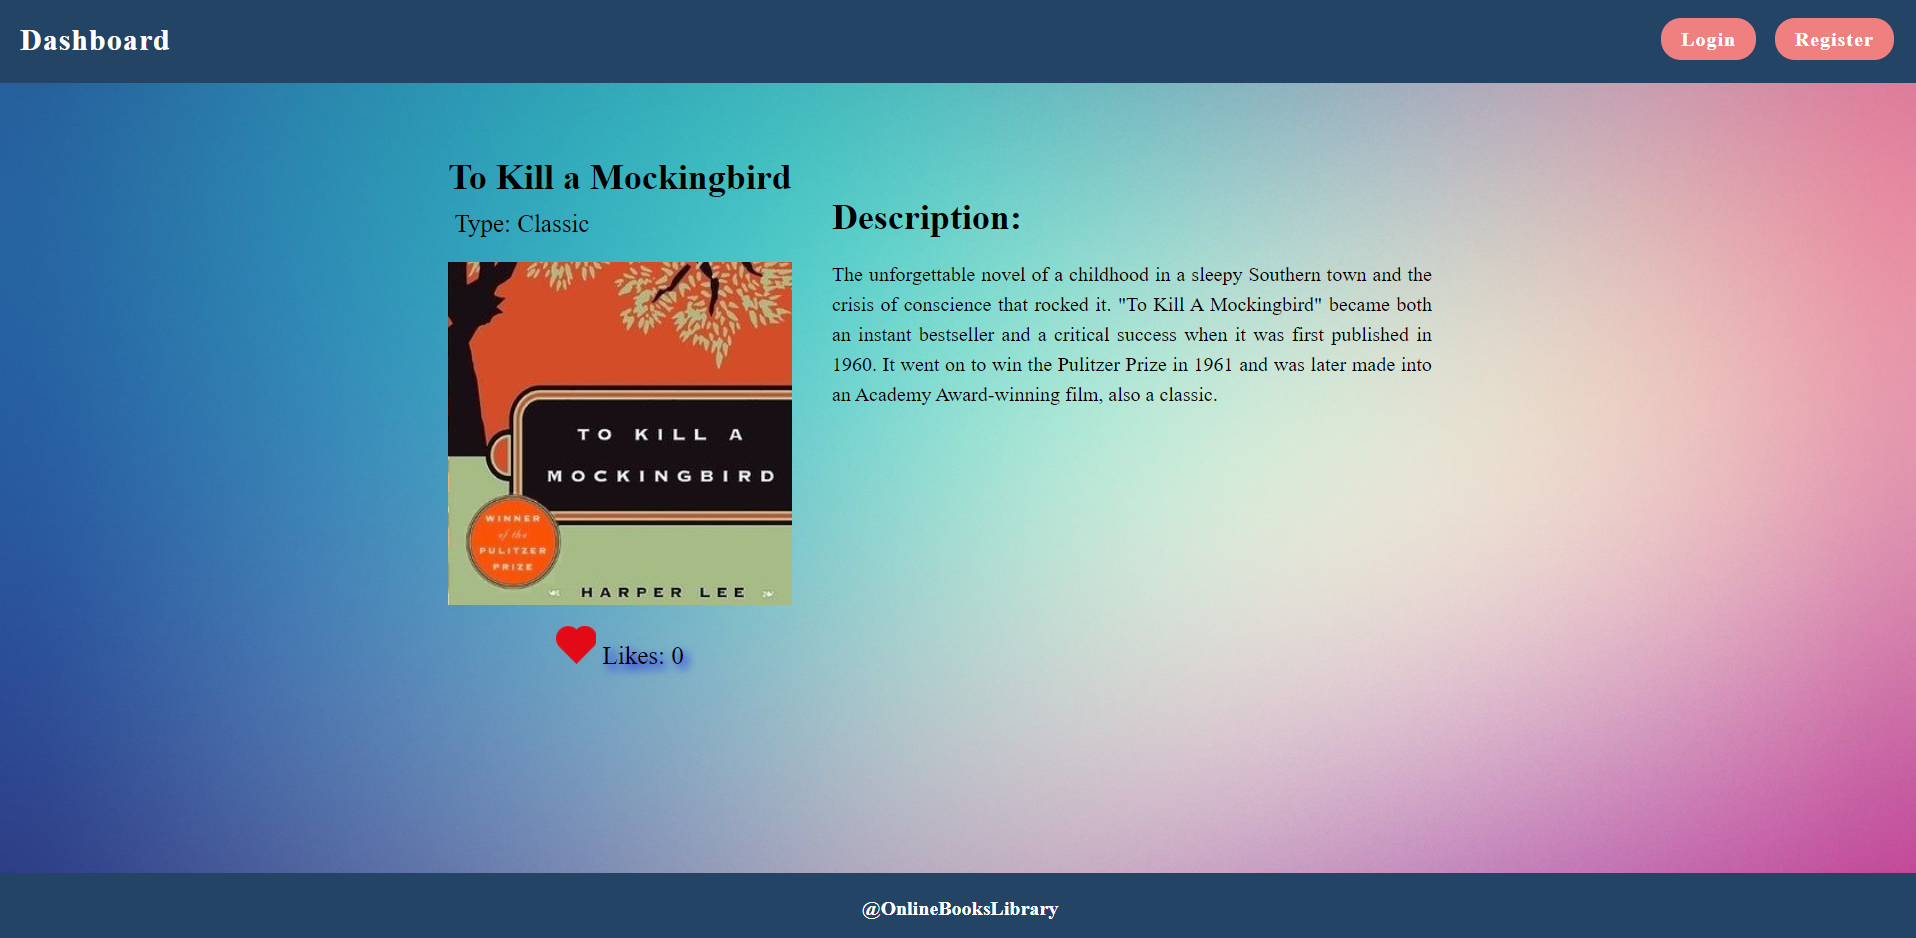 Dashboard
Login
Register
To Kill a Mockingbird
Type: Classic
TO KILL A
MOCKINGBIRD
WINNER
of the
PULITZER
PRIZE
HARPER LEE
Likes: 0
Description:
The unforgettable novel of a childhood in a sleepy Southern town and the
crisis of conscience that rocked it. "To Kill A Mockingbird" became both
an instant bestseller and a critical success when it was first published in
1960. It went on to win the Pulitzer Prize in 1961 and was later made into
an Academy Award-winning film, also a classic.
@OnlineBooksLibrary